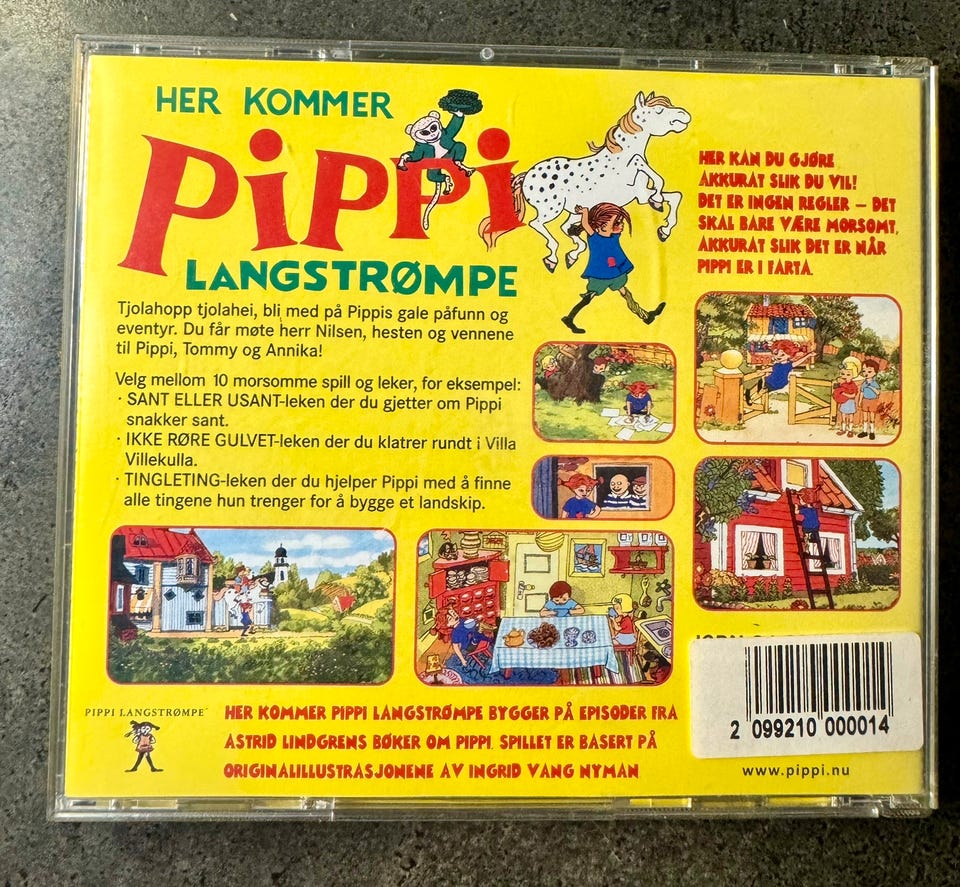 HER KOMMER
PIPPI
LANGSTRØMPE
Tjolahopp tjolahei, bli med på Pippis gale påfunn og
eventyr. Du får møte herr Nilsen, hesten og vennene
til Pippi, Tommy og Annika!
Velg mellom 10 morsomme spill og leker, for eksempel:
· SANT ELLER USANT-leken der du gjetter om Pippi
snakker sant.
· IKKE RØRE GULVET-leken der du klatrer rundt i Villa
Villekulla.
· TINGLETING-leken der du hjelper Pippi med å finne
alle tingene hun trenger for å bygge et landskip.
HER KAN DU GJØRE
AKKURAT SLIK DU VIL!
DET ER INGEN REGLER – DET
SKAL BARE VÆRE MORSOMT,
AKKURAT SLIK DET ER NÅR
PIPPI ER I FARTA.
PIPPI LANGSTRØMPE
HER KOMMER PIPPI LANGSTRØMPE BYGGER PÅ EPISODER FRA
ASTRID LINDGRENS BØKER OM PIPPI. SPILLET ER BASERT PÅ
ORIGINALILLUSTRASJONENE AV INGRID VANG NYMAN
2 099210 000014
www.pippi.nu